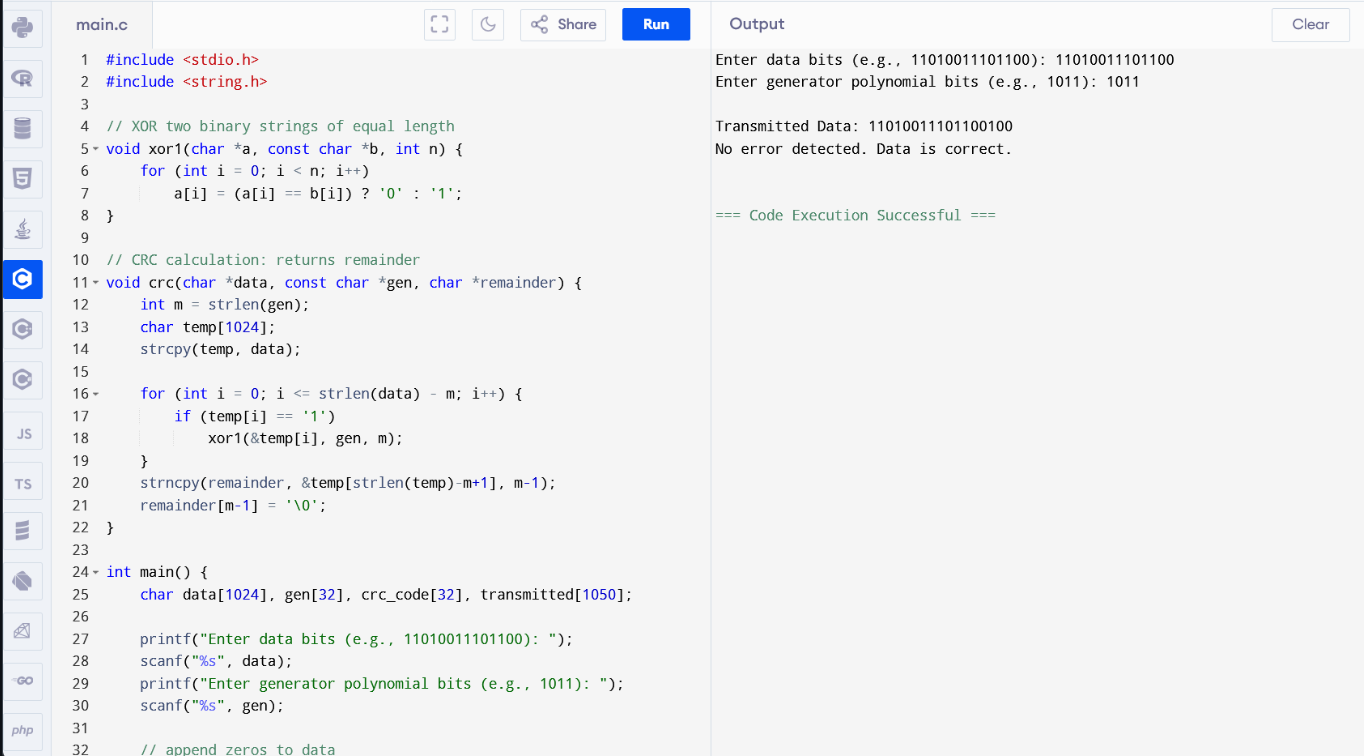 main.c
Share
Run
Output
Clear
1 #include <stdio.h>
2 #include <string.h>
3
4 // XOR two binary strings of equal length
5 void xor1(char *a, const char *b, int n) {
6     for (int i = 0; i < n; i++)
7         a[i] = (a[i] == b[i]) ? '0' : '1';
8 }
9
10 // CRC calculation: returns remainder
11 void crc(char *data, const char *gen, char *remainder) {
12     int m = strlen(gen);
13     char temp[1024];
14     strcpy(temp, data);
15
16     for (int i = 0; i <= strlen(data) - m; i++) {
17         if (temp[i] == '1')
18             xor1(&temp[i], gen, m);
19     }
20     strncpy(remainder, &temp[strlen(temp)-m+1], m-1);
21     remainder[m-1] = '\0';
22 }
23
24 int main() {
25     char data[1024], gen[32], crc_code[32], transmitted[1050];
26
27     printf("Enter data bits (e.g., 11010011101100): ");
28     scanf("%s", data);
29     printf("Enter generator polynomial bits (e.g., 1011): ");
30     scanf("%s", gen);
31
32     // append zeros to data
Enter data bits (e.g., 11010011101100): 11010011101100
Enter generator polynomial bits (e.g., 1011): 1011
Transmitted Data: 11010011101100100
No error detected. Data is correct.
=== Code Execution Successful ===
R
5
C
C
C
JS
TS
GO
php